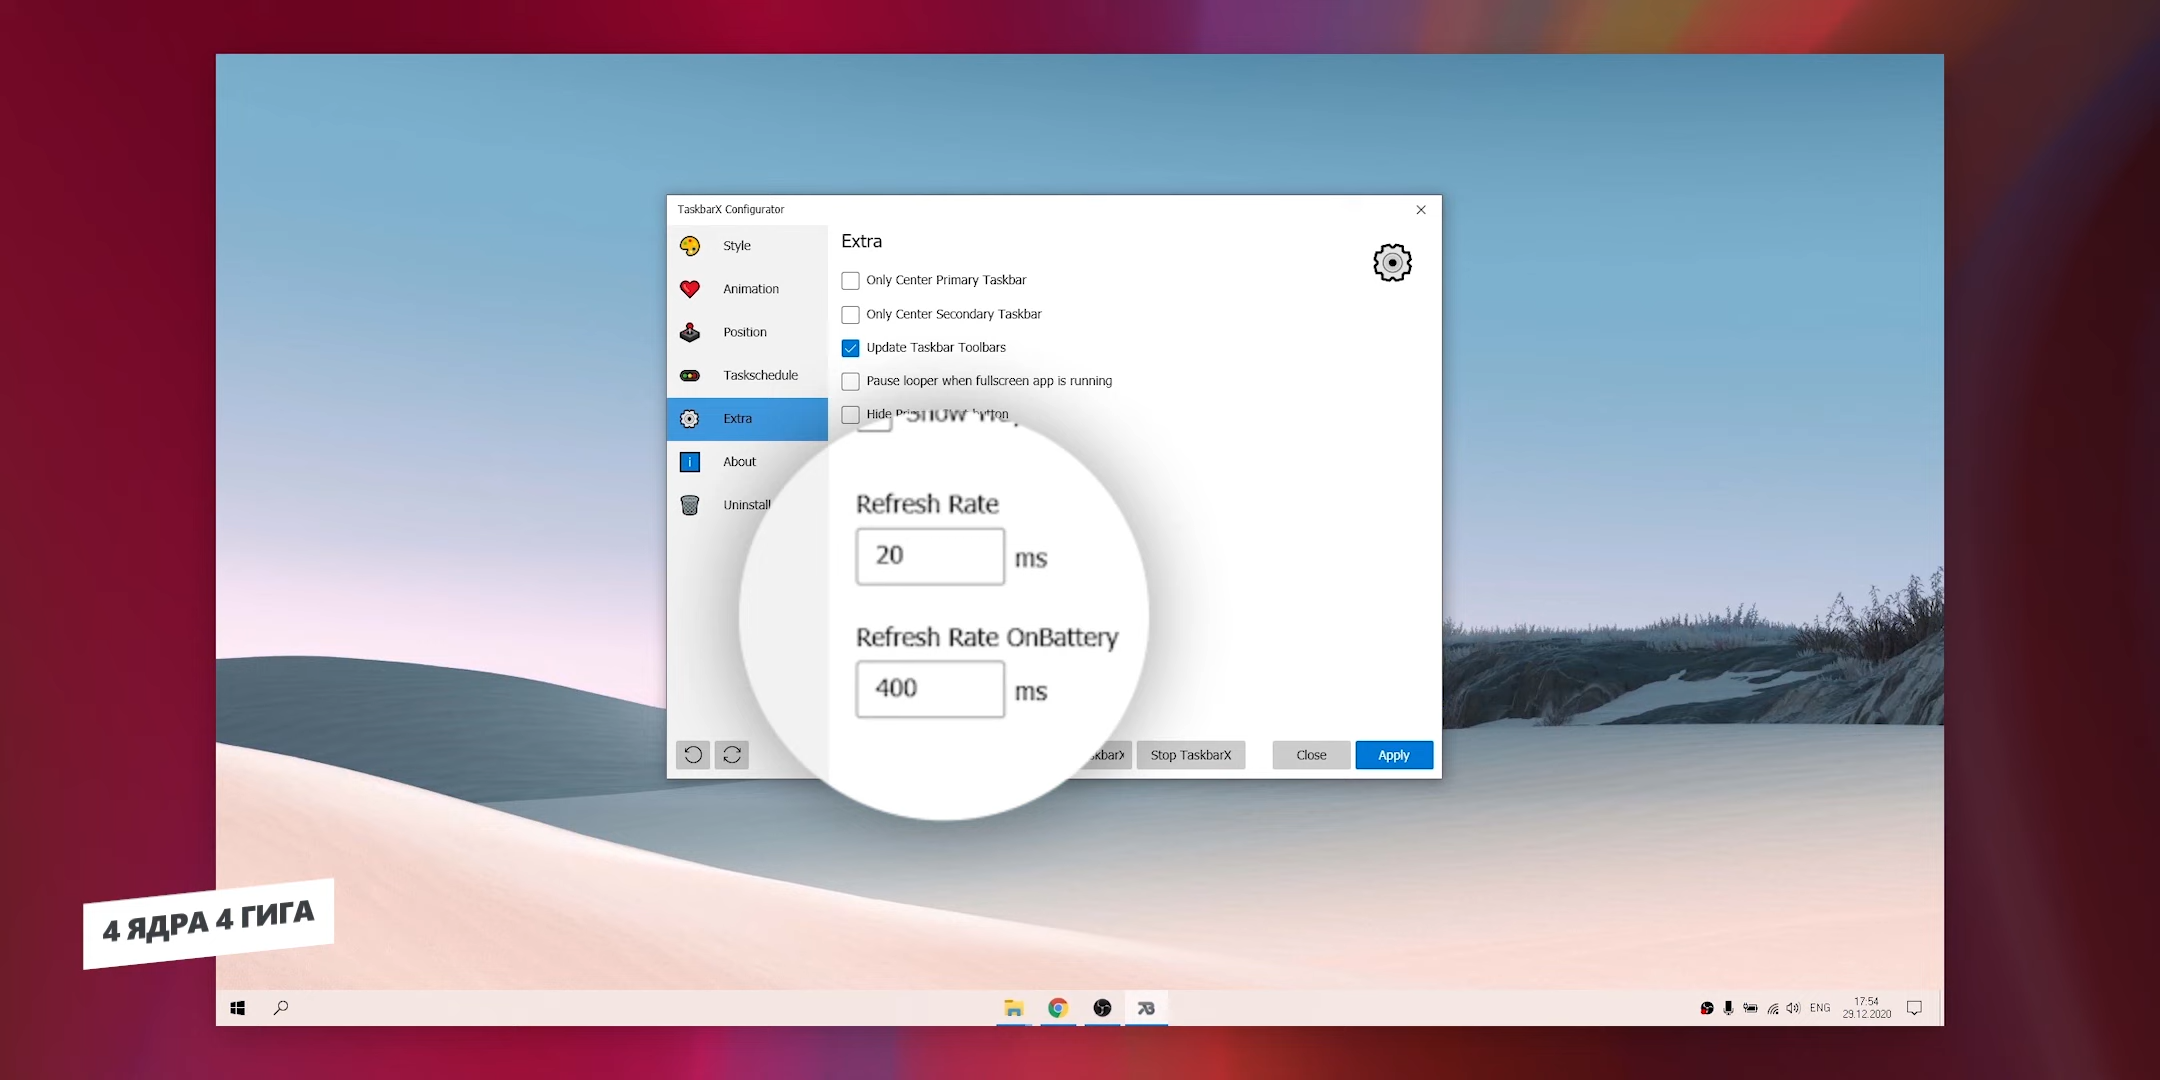 TaskbarX Configurator
Style
Animation
Position
Taskschedule
Extra
About
Uninstall
Extra
Only Center Primary Taskbar
Only Center Secondary Taskbar
Update Taskbar Toolbars
Pause looper when fullscreen app is running
Hide
Refresh Rate
20 ms
Refresh Rate OnBattery
400 ms
Stop TaskbarX
Close
Apply
4 ЯДРА 4 ГИГА
ENG
17:54
29.12.2020